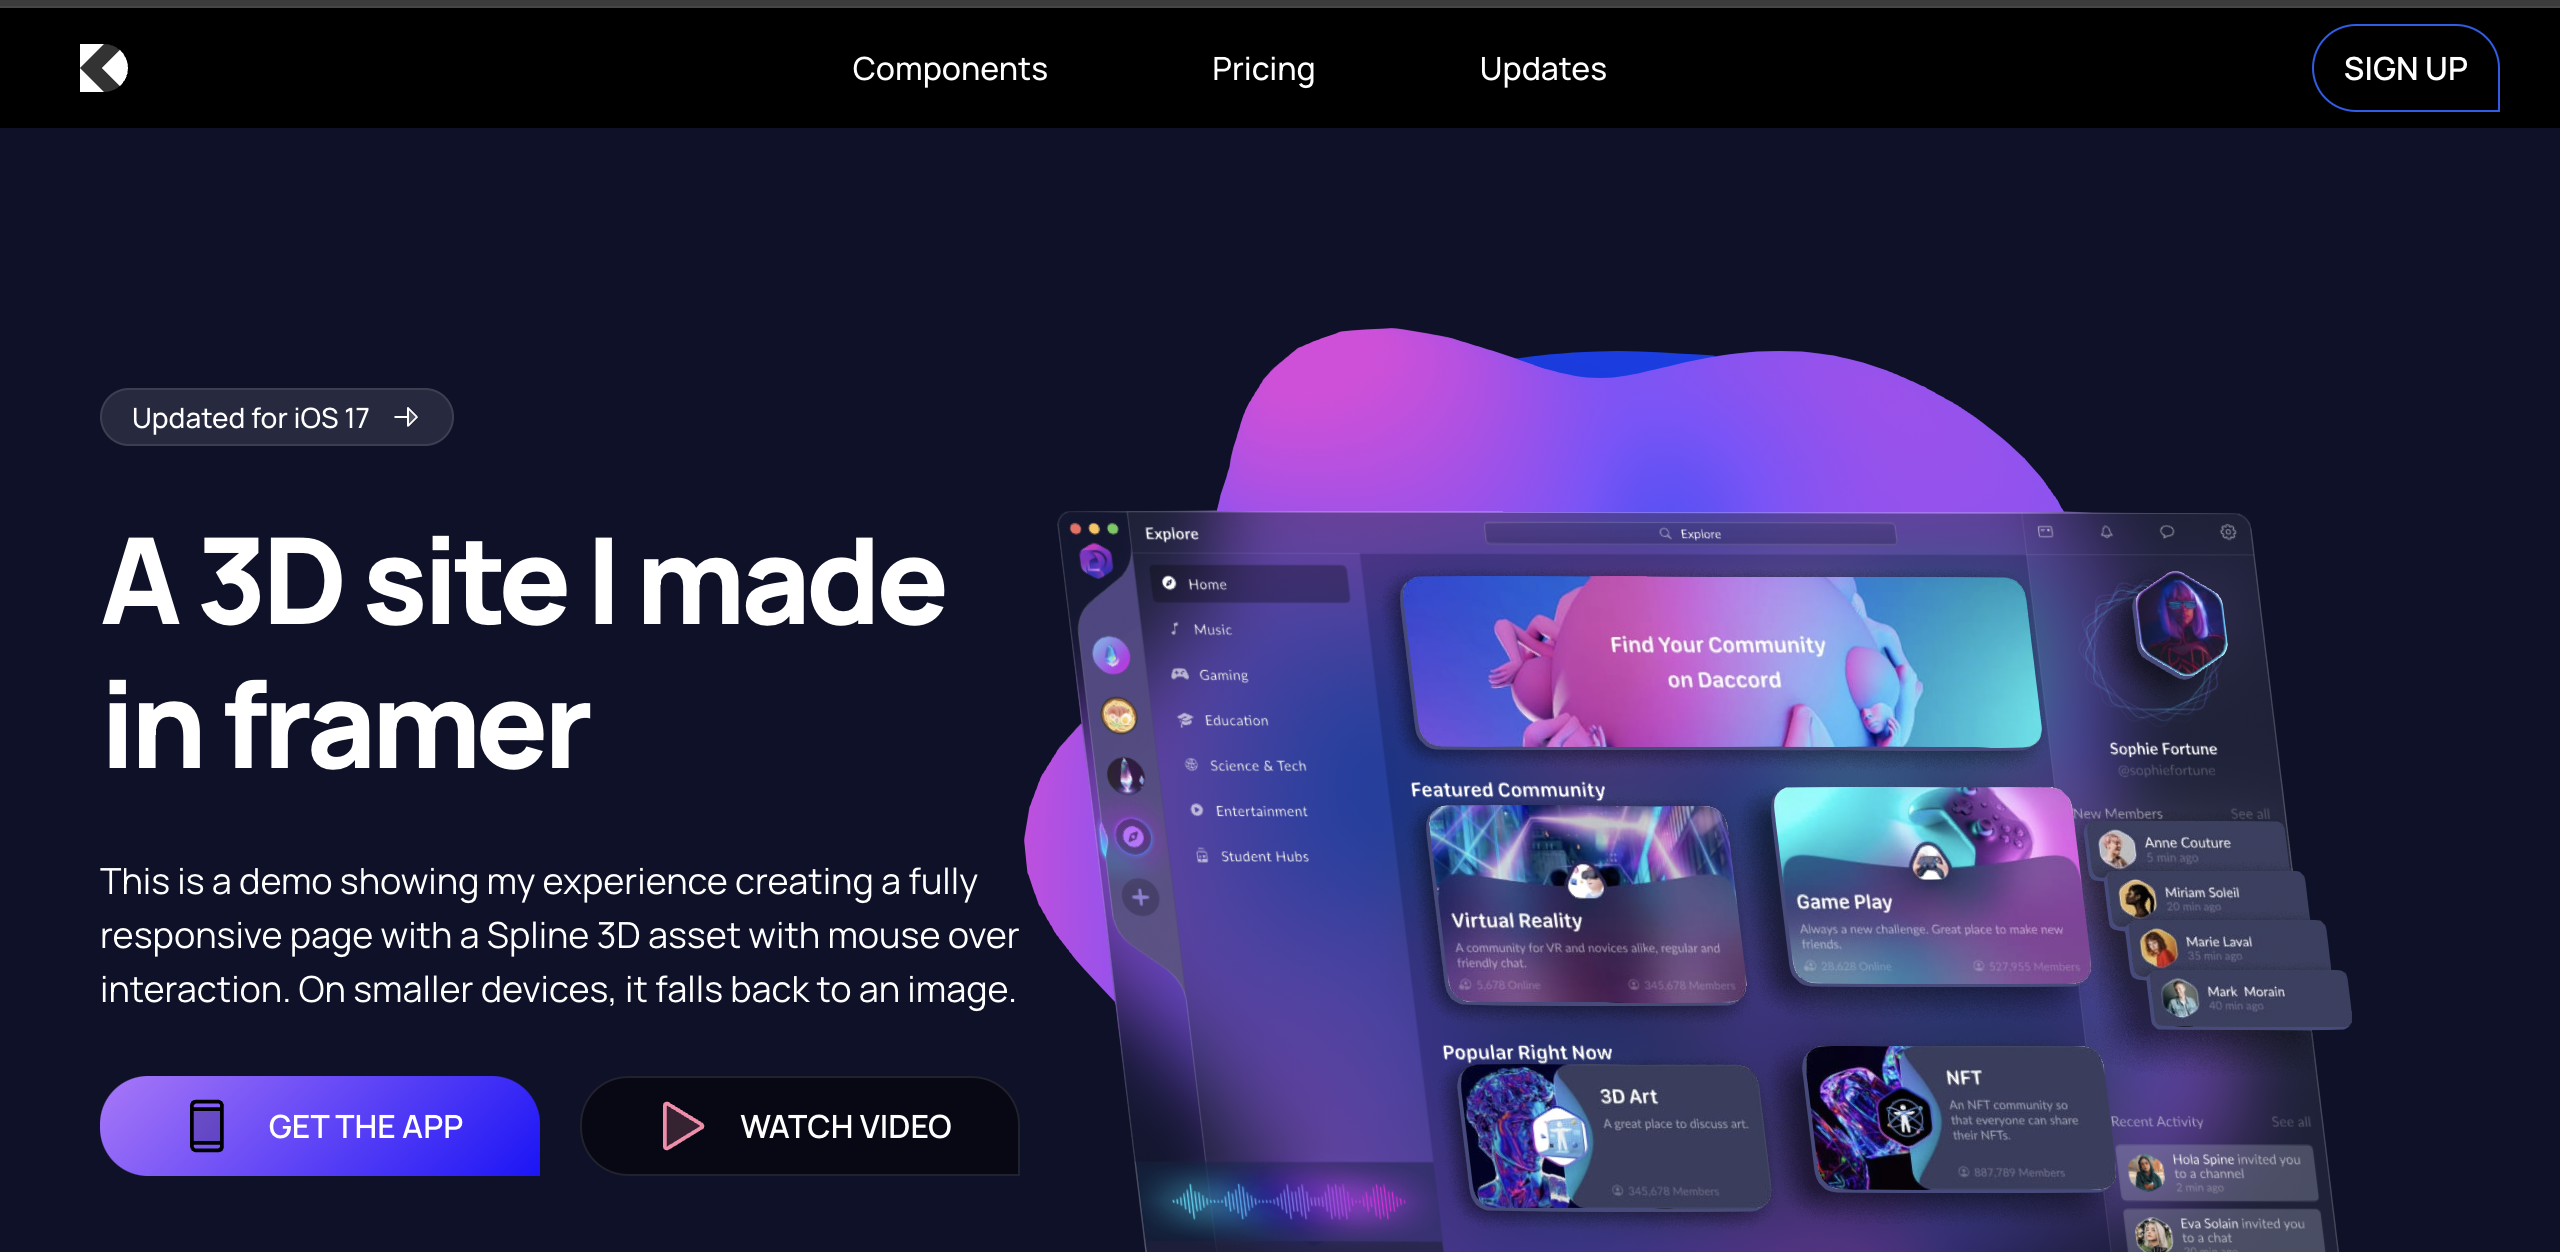 Components
Pricing
Updates
SIGN UP
Updated for iOS 17
A 3D site I made
in framer
This is a demo showing my experience creating a fully
responsive page with a Spline 3D asset with mouse over
interaction. On smaller devices, it falls back to an image.
GET THE APP
WATCH VIDEO
Explore
Explore
Home
Music
Gaming
Education
Science & Tech
Entertainment
Student Hubs
Find Your Community
on Daccord
Featured Community
Virtual Reality
A community for VR and novices alike, regular and
friendly chat.
5,678 Online
345,678 Members
Game Play
Always a new challenge. Great place to make new
friends.
28,628 Online
527,955 Members
Popular Right Now
3D Art
A great place to discuss art.
345,678 Members
NFT
An NFT community so
that everyone can share
their NFTs.
887,789 Members
Sophie Fortune
@sophiefortune
New Members
See all
Anne Couture
5 min ago
Miriam Soleil
20 min ago
Marie Laval
35 min ago
Mark Morain
40 min ago
Recent Activity
See all
Hola Spine invited you
to a channel
2 min ago
Eva Solain invited you
to a chat